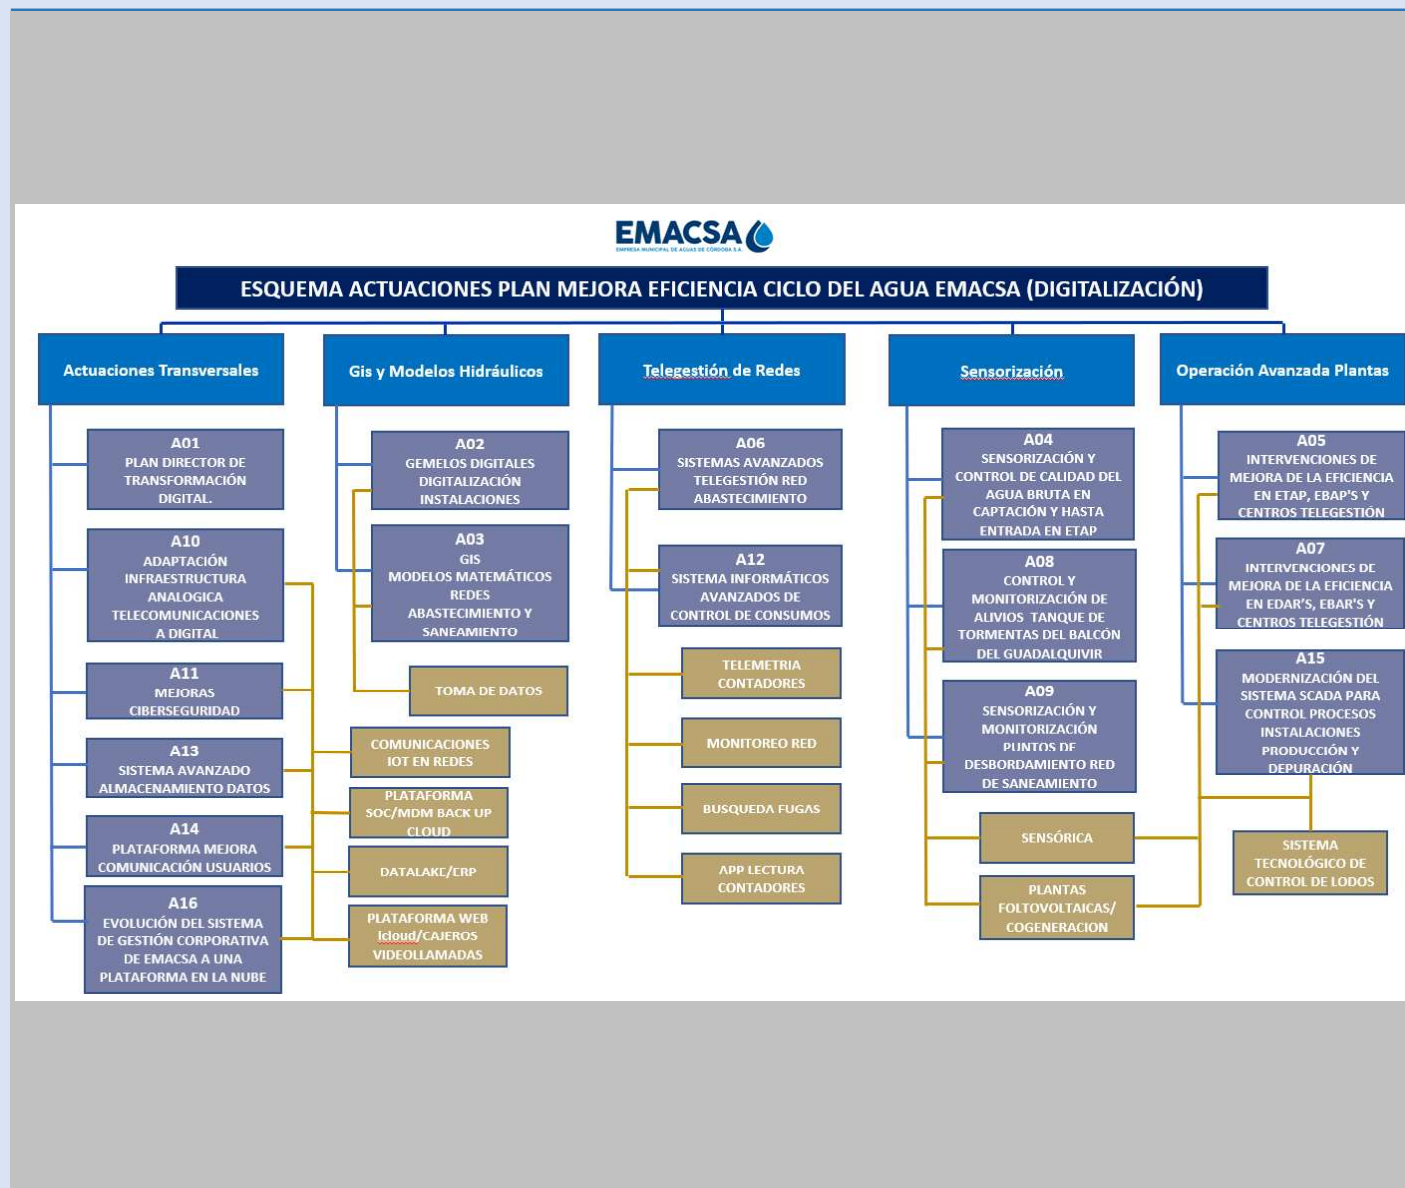 EMACSA
EMPRESA MUNICIPAL DE AGUAS DE CÓRDOBA S.A.
ESQUEMA ACTUACIONES PLAN MEJORA EFICIENCIA CICLO DEL AGUA EMACSA (DIGITALIZACIÓN)
Actuaciones Transversales
A01
PLAN DIRECTOR DE
TRANSFORMACIÓN
DIGITAL.
A10
ADAPTACIÓN
INFRAESTRUCTURA
ANALOGICA
TELECOMUNICACIONES
A DIGITAL
A11
MEJORAS
CIBERSEGURIDAD
A13
SISTEMA AVANZADO
ALMACENAMIENTO DATOS
A14
PLATAFORMA MEJORA
COMUNICACIÓN USUARIOS
A16
EVOLUCIÓN DEL SISTEMA
DE GESTIÓN CORPORATIVA
DE EMACSA A UNA
PLATAFORMA EN LA NUBE
COMUNICACIONES
IOT EN REDES
PLATAFORMA
SOC/MDM BACK UP
CLOUD
DATALAKE/ERP
PLATAFORMA WEB
Icloud/CAJEROS
VIDEOLLAMADAS
Gis y Modelos Hidráulicos
A02
GEMELOS DIGITALES
DIGITALIZACIÓN
INSTALACIONES
A03
GIS
MODELOS MATEMÁTICOS
REDES
ABASTECIMIENTO Y
SANEAMIENTO
TOMA DE DATOS
Telegestión de Redes
A06
SISTEMAS AVANZADOS
TELEGESTIÓN RED
ABASTECIMIENTO
A12
SISTEMA INFORMÁTICOS
AVANZADOS DE
CONTROL DE CONSUMOS
TELEMETRIA
CONTADORES
MONITOREO RED
BUSQUEDA FUGAS
APP LECTURA
CONTADORES
Sensorización
A04
SENSORIZACIÓN Y
CONTROL DE CALIDAD DEL
AGUA BRUTA EN
CAPTACIÓN Y HASTA
ENTRADA EN ETAP
A08
CONTROL Y
MONITORIZACIÓN DE
ALIVIOS TANQUE DE
TORMENTAS DEL BALCÓN
DEL GUADALQUIVIR
A09
SENSORIZACIÓN Y
MONITORIZACIÓN
PUNTOS DE
DESBORDAMIENTO RED
DE SANEAMIENTO
SENSÓRICA
PLANTAS
FOLTOVOLTAICAS/
COGENERACION
Operación Avanzada Plantas
A05
INTERVENCIONES DE
MEJORA DE LA EFICIENCIA
EN ETAP, EBAP'S Y
CENTROS TELEGESTIÓN
A07
INTERVENCIONES DE
MEJORA DE LA EFICIENCIA
EN EDAR'S, EBAR'S Y
CENTROS TELEGESTIÓN
A15
MODERNIZACIÓN DEL
SISTEMA SCADA PARA
CONTROL PROCESOS
INSTALACIONES
PRODUCCIÓN Y
DEPURACIÓN
SISTEMA
TECNOLÓGICO DE
CONTROL DE LODOS